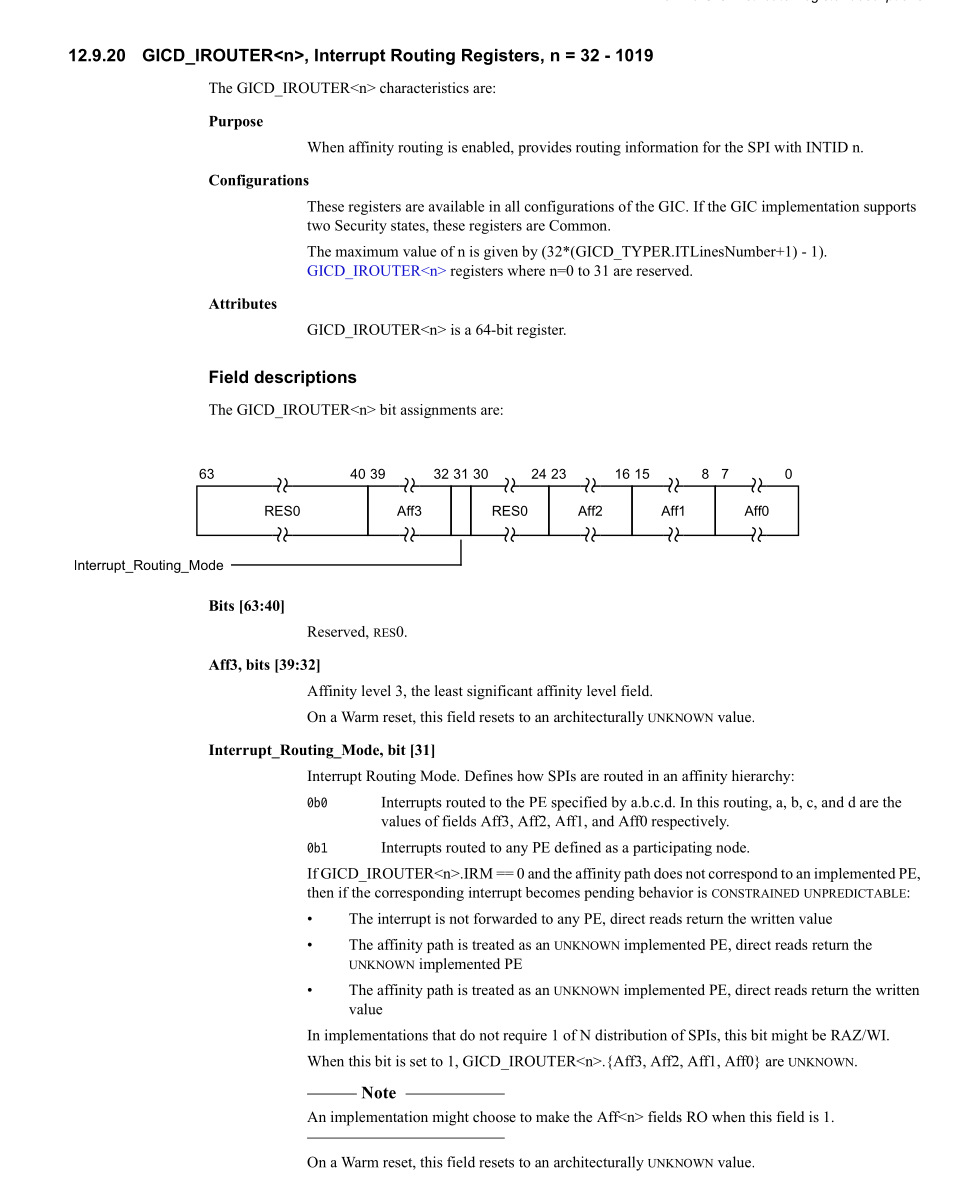 12.9.20 GICD_IROUTER<n>, Interrupt Routing Registers, n = 32 - 1019
The GICD_IROUTER<n> characteristics are:
Purpose
When affinity routing is enabled, provides routing information for the SPI with INTID n.
Configurations
These registers are available in all configurations of the GIC. If the GIC implementation supports
two Security states, these registers are Common.
The maximum value of n is given by (32*(GICD_TYPER.ITLinesNumber+1) - 1).
GICD_IROUTER<n> registers where n=0 to 31 are reserved.
Attributes
GICD_IROUTER<n> is a 64-bit register.
Field descriptions
The GICD_IROUTER<n> bit assignments are:
63 40 39 32 31 30 24 23 16 15 8 7 0
RES0 Aff3 RES0 Aff2 Aff1 Aff0
Interrupt_Routing_Mode
Bits [63:40]
Reserved, RES0.
Aff3, bits [39:32]
Affinity level 3, the least significant affinity level field.
On a Warm reset, this field resets to an architecturally UNKNOWN value.
Interrupt_Routing_Mode, bit [31]
Interrupt Routing Mode. Defines how SPIs are routed in an affinity hierarchy:
0b0 Interrupts routed to the PE specified by a.b.c.d. In this routing, a, b, c, and d are the
values of fields Aff3, Aff2, Aff1, and Aff0 respectively.
0b1 Interrupts routed to any PE defined as a participating node.
If GICD_IROUTER<n>.IRM == 0 and the affinity path does not correspond to an implemented PE,
then if the corresponding interrupt becomes pending behavior is CONSTRAINED UNPREDICTABLE:
• The interrupt is not forwarded to any PE, direct reads return the written value
• The affinity path is treated as an UNKNOWN implemented PE, direct reads return the
UNKNOWN implemented PE
• The affinity path is treated as an UNKNOWN implemented PE, direct reads return the written
value
In implementations that do not require 1 of N distribution of SPIs, this bit might be RAZ/WI.
When this bit is set to 1, GICD_IROUTER<n>.{Aff3, Aff2, Aff1, Aff0} are UNKNOWN.
Note
An implementation might choose to make the Aff<n> fields RO when this field is 1.
On a Warm reset, this field resets to an architecturally UNKNOWN value.